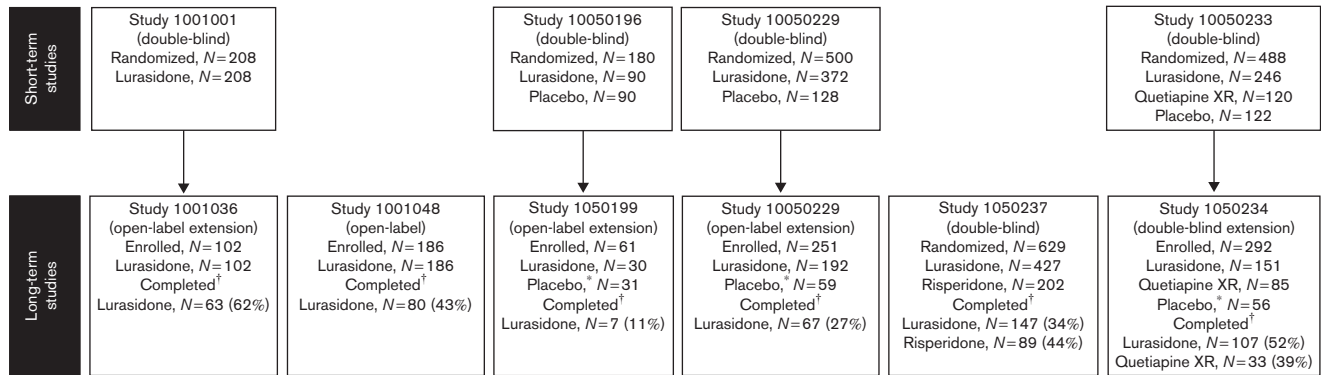 Short-term
studies
Study 1001001
(double-blind)
Randomized, N=208
Lurasidone, N=208
Study 10050196
(double-blind)
Randomized, N=180
Lurasidone, N=90
Placebo, N=90
Study 10050229
(double-blind)
Randomized, N=500
Lurasidone, N=372
Placebo, N=128
Study 10050233
(double-blind)
Randomized, N=488
Lurasidone, N=246
Quetiapine XR, N=120
Placebo, N=122
Long-term
studies
Study 1001036
(open-label extension)
Enrolled, N=102
Lurasidone, N=102
Completed†
Lurasidone, N=63 (62%)
Study 1001048
(open-label)
Enrolled, N=186
Lurasidone, N=186
Completed†
Lurasidone, N=80 (43%)
Study 1050199
(open-label extension)
Enrolled, N=61
Lurasidone, N=30
Placebo,* N=31
Completed†
Lurasidone, N=7 (11%)
Study 10050229
(open-label extension)
Enrolled, N=251
Lurasidone, N=192
Placebo,* N=59
Completed†
Lurasidone, N=67 (27%)
Study 1050237
(double-blind)
Randomized, N=629
Lurasidone, N=427
Risperidone, N=202
Completed†
Lurasidone, N=147 (34%)
Risperidone, N=89 (44%)
Study 1050234
(double-blind extension)
Enrolled, N=292
Lurasidone, N=151
Quetiapine XR, N=85
Placebo,* N=56
Completed†
Lurasidone, N=107 (52%)
Quetiapine XR, N=33 (39%)